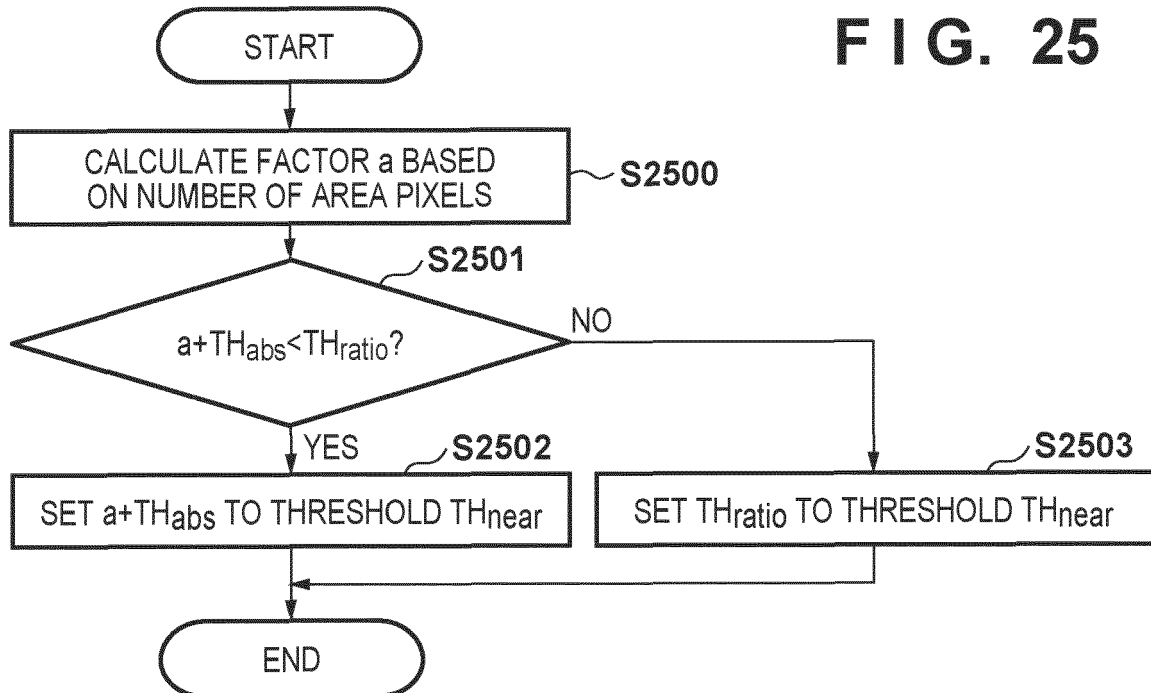 F I G. 25
START
CALCULATE FACTOR a BASED
ON NUMBER OF AREA PIXELS
S2500
S2501
a+THabs<THratio?
NO
YES
S2502
SET a+THabs TO THRESHOLD THnear
S2503
SET THratio TO THRESHOLD THnear
END